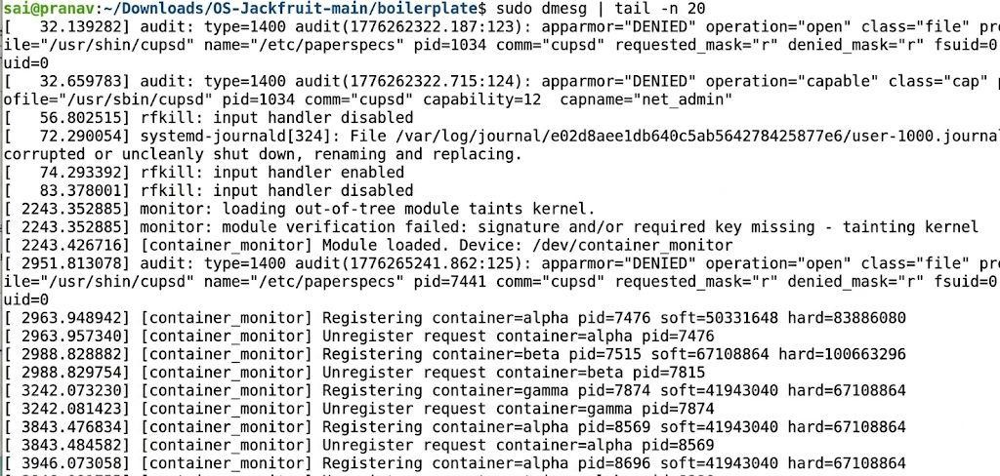 sai@pranav:~/Downloads/OS-Jackfruit-main/boilerplate$ sudo dmesg | tail -n 20
[   32.139282] audit: type=1400 audit(1776262322.187:123): apparmor="DENIED" operation="open" class="file" pro
ile="/usr/shin/cupsd" name="/etc/paperspecs" pid=1034 comm="cupsd" requested_mask="r" denied_mask="r" fsuid=0
uid=0
[   32.659783] audit: type=1400 audit(1776262322.715:124): apparmor="DENIED" operation="capable" class="cap" p
ofile="/usr/sbin/cupsd" pid=1034 comm="cupsd" capability=12  capname="net_admin"
[   56.802515] rfkill: input handler disabled
[   72.290054] systemd-journald[324]: File /var/log/journal/e02d8aee1db640c5ab564278425877e6/user-1000.journa
corrupted or uncleanly shut down, renaming and replacing.
[   74.293392] rfkill: input handler enabled
[   83.378001] rfkill: input handler disabled
[ 2243.352885] monitor: loading out-of-tree module taints kernel.
[ 2243.352885] monitor: module verification failed: signature and/or required key missing - tainting kernel
[ 2243.426716] [container_monitor] Module loaded. Device: /dev/container_monitor
[ 2951.813078] audit: type=1400 audit(1776265241.862:125): apparmor="DENIED" operation="open" class="file" pro
ile="/usr/shin/cupsd" name="/etc/paperspecs" pid=7441 comm="cupsd" requested_mask="r" denied_mask="r" fsuid=0
uid=0
[ 2963.948942] [container_monitor] Registering container=alpha pid=7476 soft=50331648 hard=83886080
[ 2963.957340] [container_monitor] Unregister request container=alpha pid=7476
[ 2988.828882] [container_monitor] Registering container=beta pid=7515 soft=67108864 hard=100663296
[ 2988.829754] [container_monitor] Unregister request container=beta pid=7815
[ 3242.073230] [container_monitor] Registering container=gamma pid=7874 soft=41943040 hard=67108864
[ 3242.081423] [container_monitor] Unregister request container=gamma pid=7874
[ 3843.476834] [container_monitor] Registering container=alpha pid=8569 soft=41943040 hard=67108864
[ 3843.484582] [container_monitor] Unregister request container=alpha pid=8569
[ 3946.073058] [container_monitor] Registering container=alpha pid=8696 soft=41943040 hard=67108864